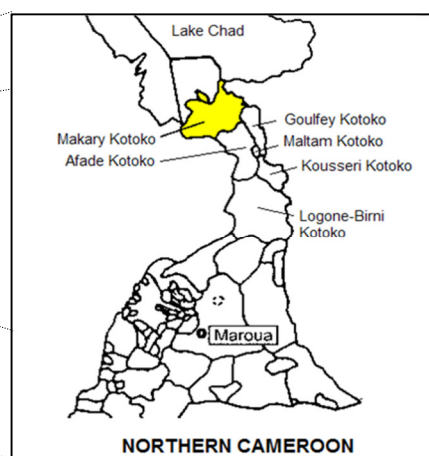 Lake Chad
Goulfey Kotoko
Makary Kotoko
Maltam Kotoko
Afade Kotoko
Kousseri Kotoko
Logone-Birni
Kotoko
Maroua
NORTHERN CAMEROON